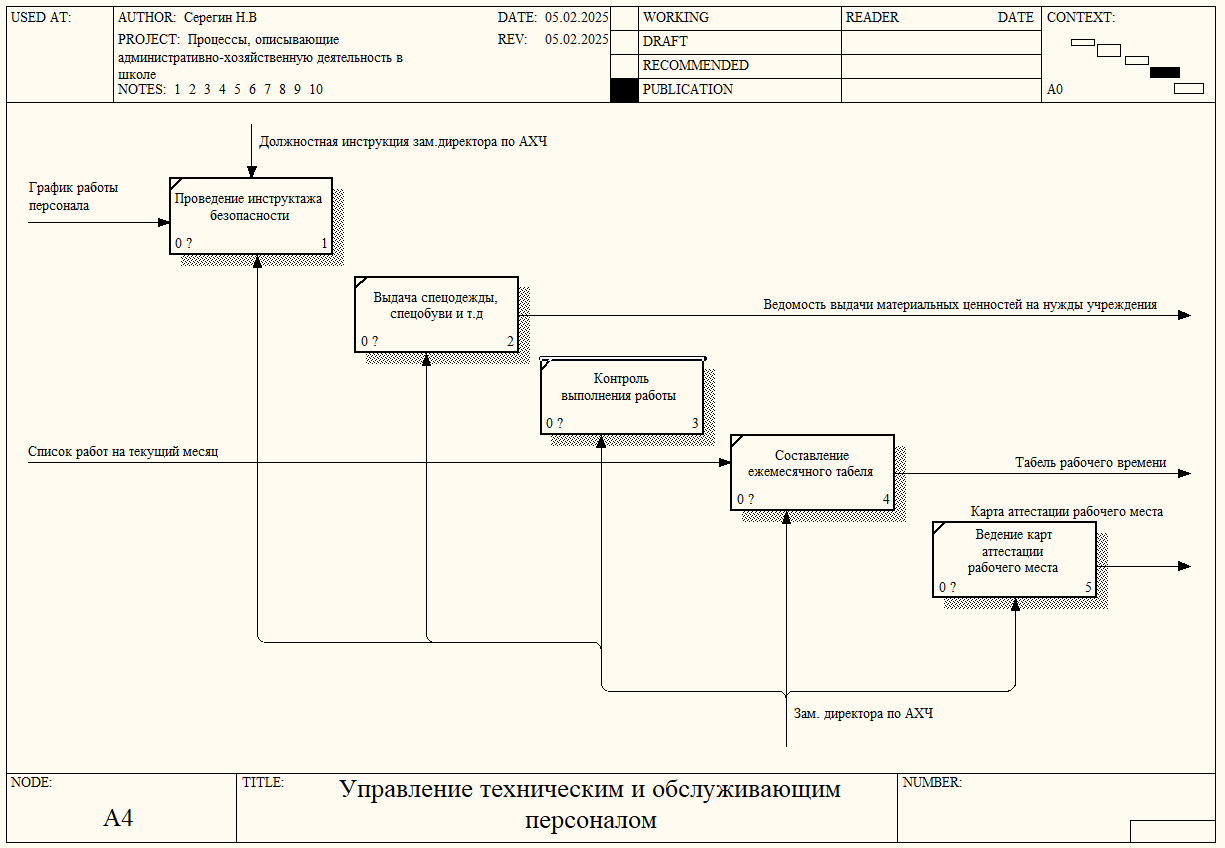 USED AT:
AUTHOR: Серегин Н.В
DATE: 05.02.2025
PROJECT: Процессы, описывающие
административно-хозяйственную деятельность в
школе
REV: 05.02.2025
NOTES: 1 2 3 4 5 6 7 8 9 10
WORKING
DRAFT
RECOMMENDED
PUBLICATION
READER DATE
CONTEXT:
A0
Должностная инструкция зам.директора по АХЧ
График работы
персонала
Проведение инструктажа
безопасности
0 ? 1
Выдача спецодежды,
спецобуви и т.д
0 ? 2
Ведомость выдачи материальных ценностей на нужды учреждения
Контроль
выполнения работы
0 ? 3
Список работ на текущий месяц
Составление
ежемесячного табеля
0 ? 4
Табель рабочего времени
Карта аттестации рабочего места
Ведение карт
аттестации
рабочего места
0 ? 5
Зам. директора по АХЧ
NODE:
A4
TITLE:
Управление техническим и обслуживающим
персоналом
NUMBER: